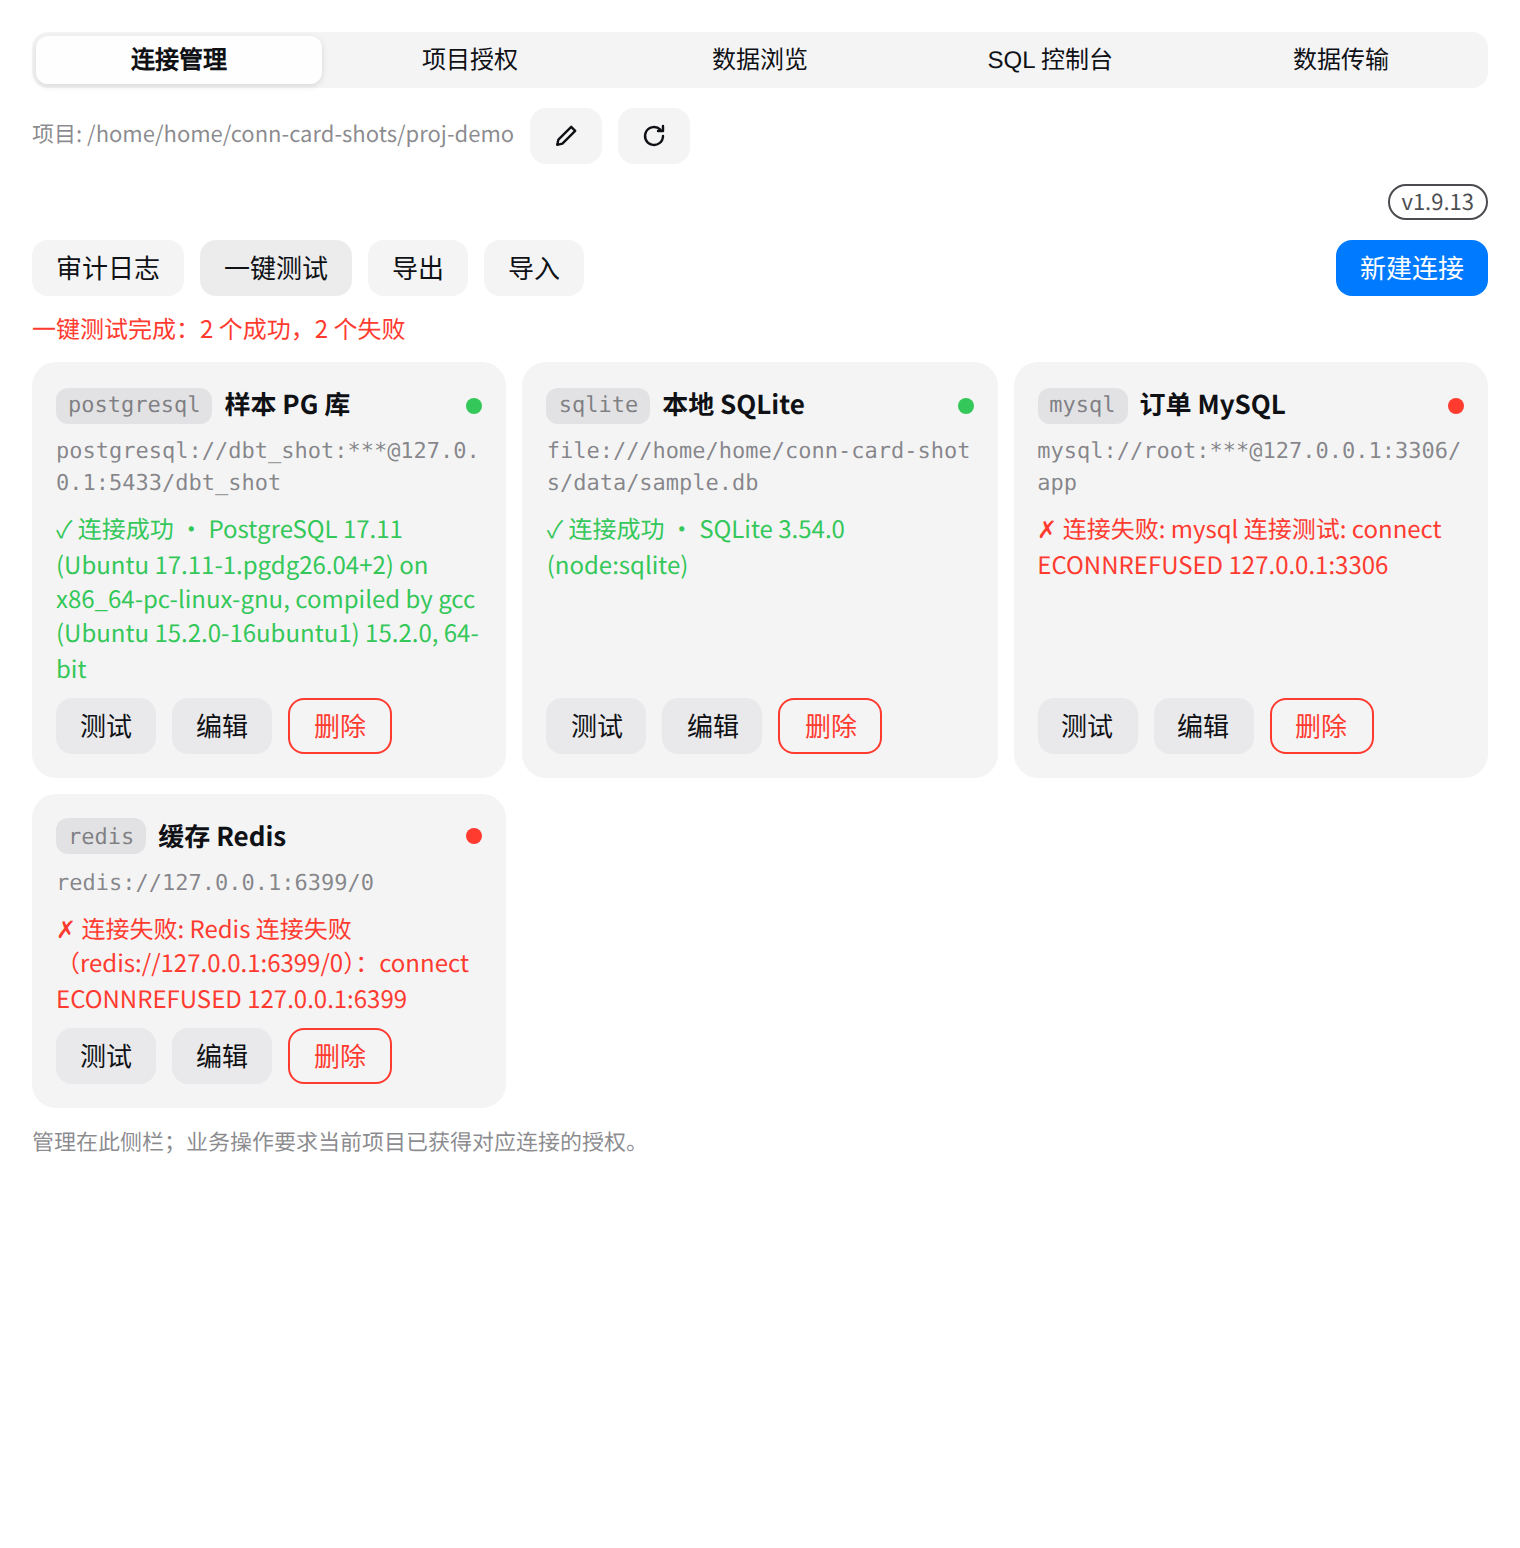 连接管理 项目授权 数据浏览 SQL 控制台 数据传输
项目: /home/home/conn-card-shots/proj-demo
v1.9.13
审计日志 一键测试 导出 导入 新建连接
一键测试完成：2 个成功，2 个失败
postgresql 样本 PG 库
postgresql://dbt_shot:***@127.0.
0.1:5433/dbt_shot
✓ 连接成功 · PostgreSQL 17.11
(Ubuntu 17.11-1.pgdg26.04+2) on
x86_64-pc-linux-gnu, compiled by gcc
(Ubuntu 15.2.0-16ubuntu1) 15.2.0, 64-
bit
测试 编辑 删除
sqlite 本地 SQLite
file:///home/home/conn-card-shot
s/data/sample.db
✓ 连接成功 · SQLite 3.54.0
(node:sqlite)
测试 编辑 删除
mysql 订单 MySQL
mysql://root:***@127.0.0.1:3306/
app
✗ 连接失败: mysql 连接测试: connect
ECONNREFUSED 127.0.0.1:3306
测试 编辑 删除
redis 缓存 Redis
redis://127.0.0.1:6399/0
✗ 连接失败: Redis 连接失败
（redis://127.0.0.1:6399/0）：connect
ECONNREFUSED 127.0.0.1:6399
测试 编辑 删除
管理在此侧栏；业务操作要求当前项目已获得对应连接的授权。